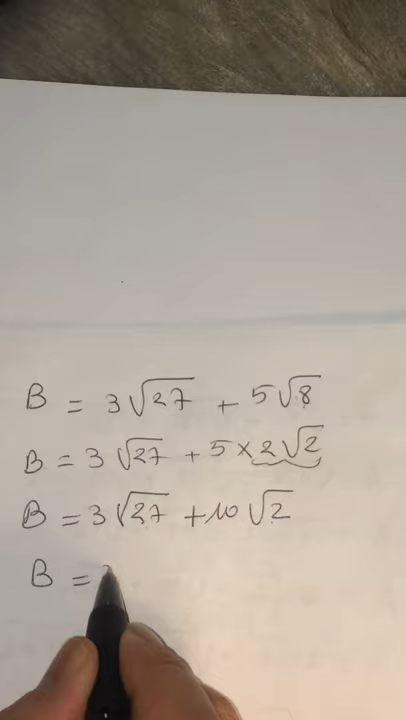 B = 3√27 + 5√8
B = 3√27 + 5×2√2
B = 3√27 + 10√2
B =